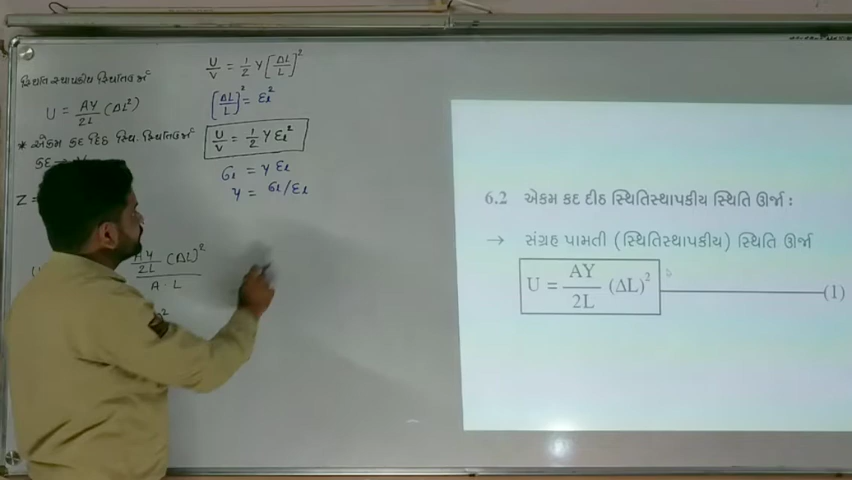 સ્થિતિ સ્થાપકીય સ્થિતિ ઊર્જા
U = AY/2L (ΔL²)
* એકમ કદ દિઠ સ્થિ. સ્થિતિ ઊર્જા
કદ →
Z =
AY/2L (ΔL)² / A · L
U/V = 1/2 Y [ΔL/L]²
[ΔL/L]² = εl²
U/V = 1/2 Y εl²
σl = Y εl
Y = σl/εl
6.2 એકમ કદ દીઠ સ્થિતિસ્થાપકીય સ્થિતિ ઊર્જા :
→ સંગ્રહ પામતી (સ્થિતિસ્થાપકીય) સ્થિતિ ઊર્જા
U = AY/2L (ΔL)² (1)